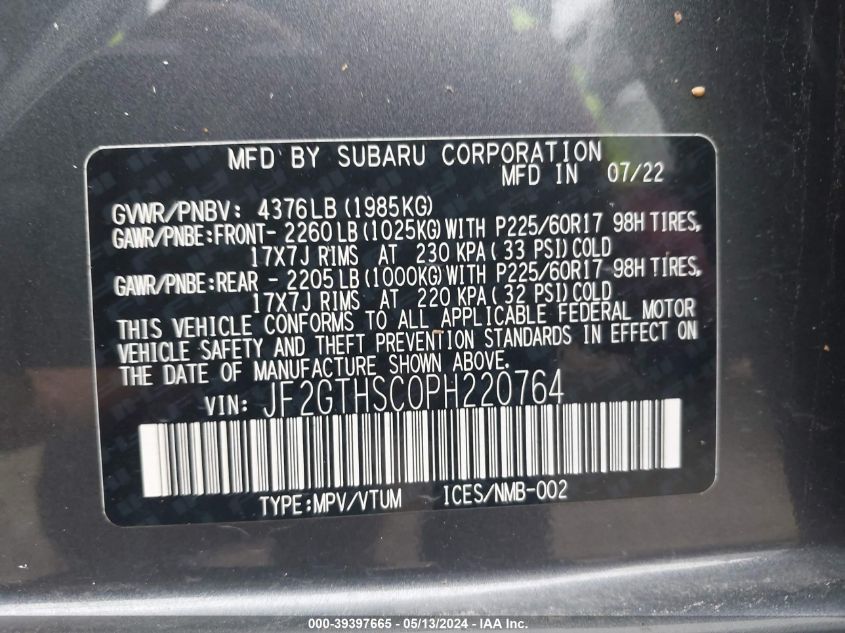 MFD BY SUBARU CORPORATION
MFD IN 07/22
GVWR/PNBV: 4376LB (1985KG)
GAWR/PNBE:FRONT- 2260LB (1025KG)WITH P225/60R17 98H TIRES,
17X7J RIMS AT 230 KPA( 33 PSI)COLD
GAWR/PNBE:REAR - 2205LB (1000KG)WITH P225/60R17 98H TIRES,
17X7J RIMS AT 220 KPA( 32 PSI)COLD
THIS VEHICLE CONFORMS TO ALL APPLICABLE FEDERAL MOTOR
VEHICLE SAFETY AND THEFT PREVENTION STANDARDS IN EFFECT ON
THE DATE OF MANUFACTURE SHOWN ABOVE.
VIN: JF2GTHSC0PH220764
TYPE:MPV/VTUM ICES/NMB-002
000-39397665 - 05/13/2024 - IAA Inc.